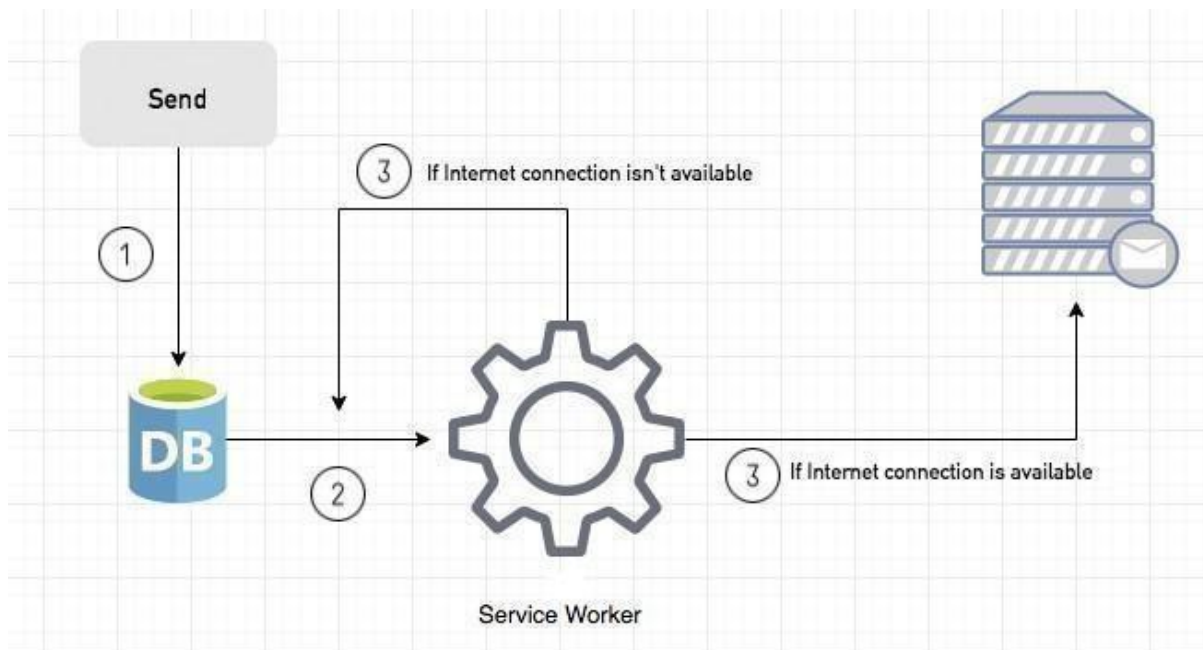 Send
3 If Internet connection isn't available
1
DB
2
3 If Internet connection is available
Service Worker